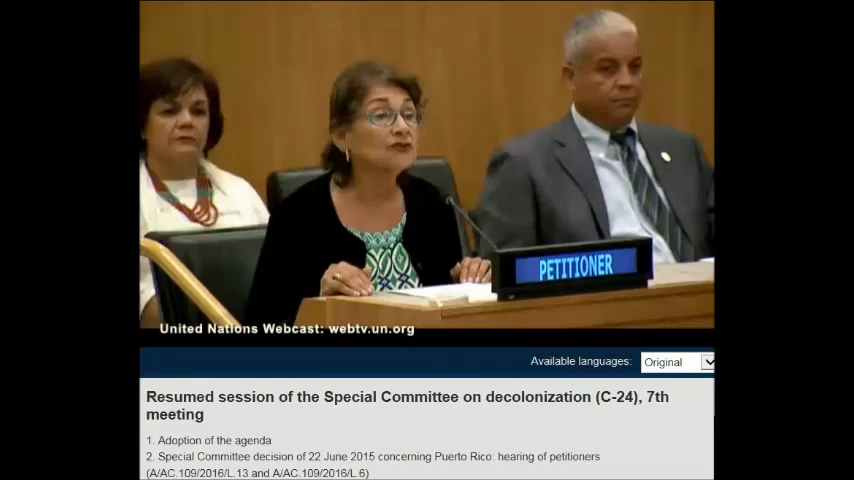 PETITIONER
United Nations Webcast: webtv.un.org
Available languages: Original
Resumed session of the Special Committee on decolonization (C-24), 7th
meeting
1. Adoption of the agenda
2. Special Committee decision of 22 June 2015 concerning Puerto Rico: hearing of petitioners
(A/AC.109/2016/L.13 and A/AC.109/2016/L.6)